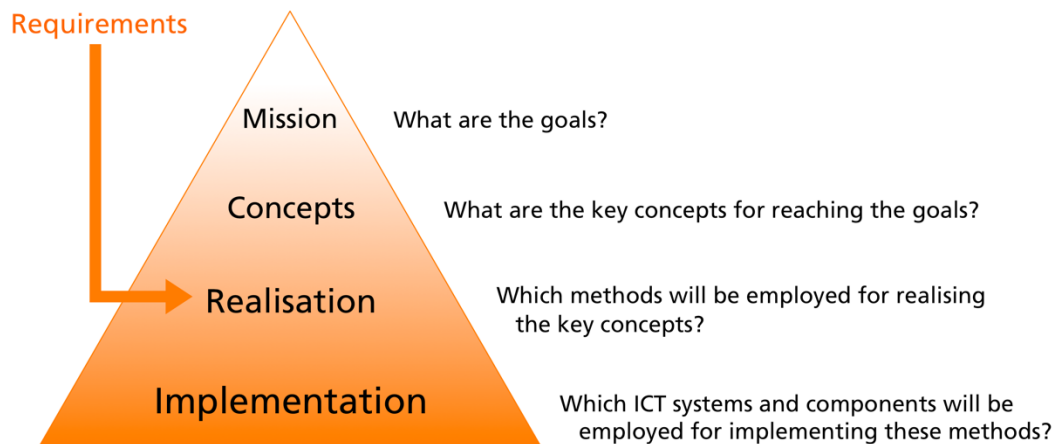 Requirements
Mission
What are the goals?
Concepts
What are the key concepts for reaching the goals?
Realisation
Which methods will be employed for realising
the key concepts?
Implementation
Which ICT systems and components will be
employed for implementing these methods?